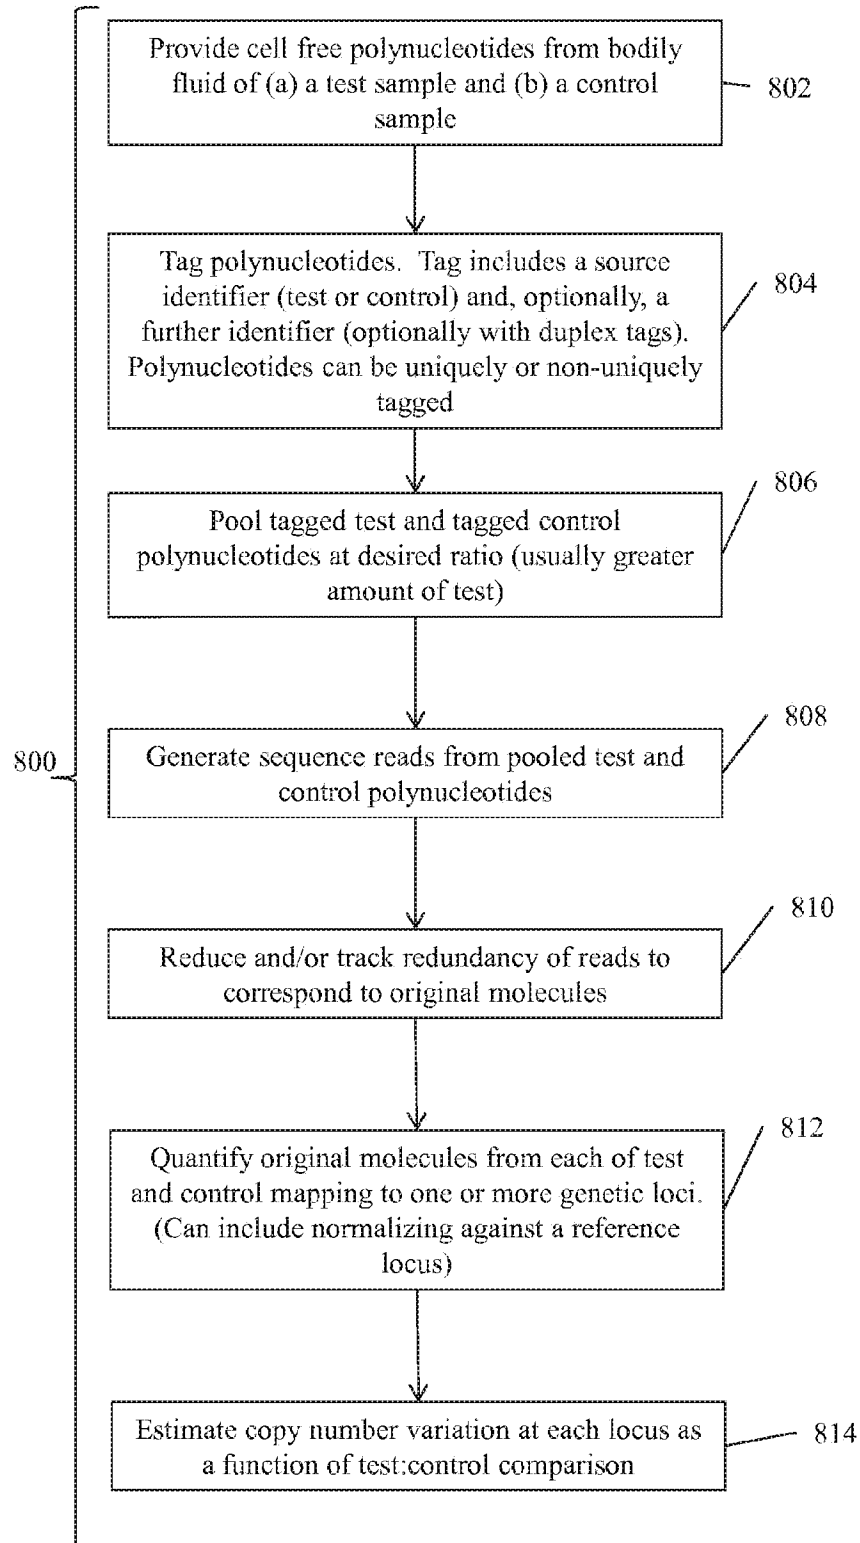 Provide cell free polynucleotides from bodily
fluid of (a) a test sample and (b) a control
sample
802
Tag polynucleotides. Tag includes a source
identifier (test or control) and, optionally, a
further identifier (optionally with duplex tags).
Polynucleotides can be uniquely or non-uniquely
tagged
804
Pool tagged test and tagged control
polynucleotides at desired ratio (usually greater
amount of test)
806
800
Generate sequence reads from pooled test and
control polynucleotides
808
Reduce and/or track redundancy of reads to
correspond to original molecules
810
Quantify original molecules from each of test
and control mapping to one or more genetic loci.
(Can include normalizing against a reference
locus)
812
Estimate copy number variation at each locus as
a function of test:control comparison
814